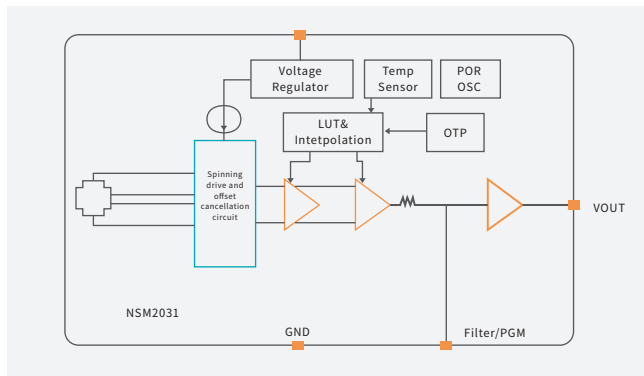 Voltage
Regulator
Temp
Sensor
POR
OSC
LUT&
Intetpolation
OTP
Spinning
drive and
offset
cancellation
circuit
VOUT
NSM2031
GND
Filter/PGM